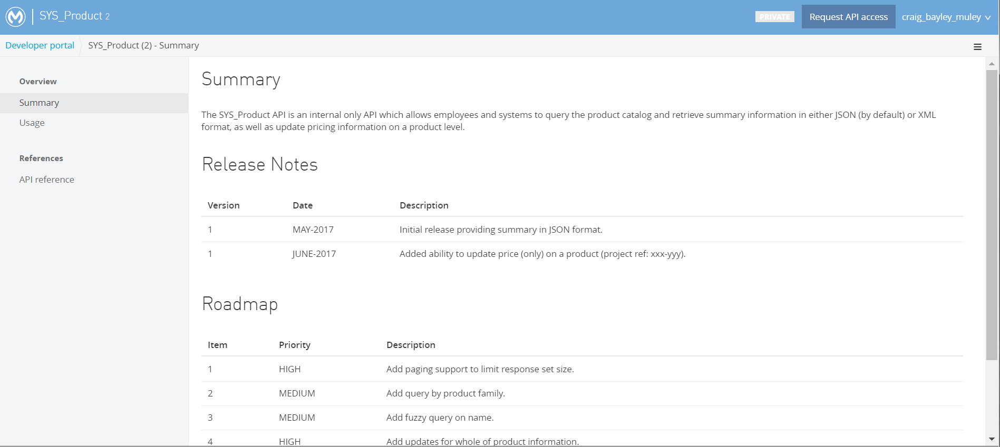 SYS_Product 2
PRIVATE
Request API access
craig_bayley_muley
Developer portal
SYS_Product (2) - Summary
Overview
Summary
Usage
References
API reference
Summary
The SYS_Product API is an internal only API which allows employees and systems to query the product catalog and retrieve summary information in either JSON (by default) or XML
format, as well as update pricing information on a product level.
Release Notes
Version Date Description
1 MAY-2017 Initial release providing summary in JSON format.
1 JUNE-2017 Added ability to update price (only) on a product (project ref: xxx-yyy).
Roadmap
Item Priority Description
1 HIGH Add paging support to limit response set size.
2 MEDIUM Add query by product family.
3 MEDIUM Add fuzzy query on name.
4 HIGH Add updates for whole of product information.